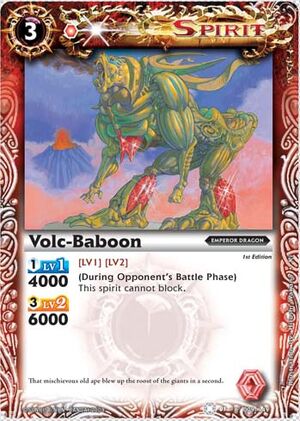 3
SPIRIT
Volc-Baboon
EMPEROR DRAGON
1st Edition
1 LV1
4000
[LV1] [LV2]
(During Opponent's Battle Phase)
This spirit cannot block.
3 LV2
6000
That mischievous old ape blew up the roost of the giants in a second.